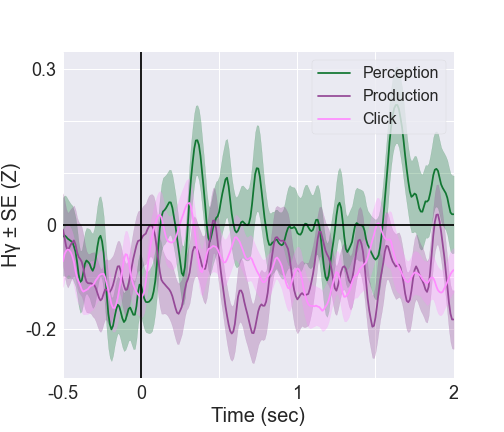 0.3
0
-0.2
Hγ ± SE (Z)
Perception
Production
Click
-0.5
0
1
2
Time (sec)